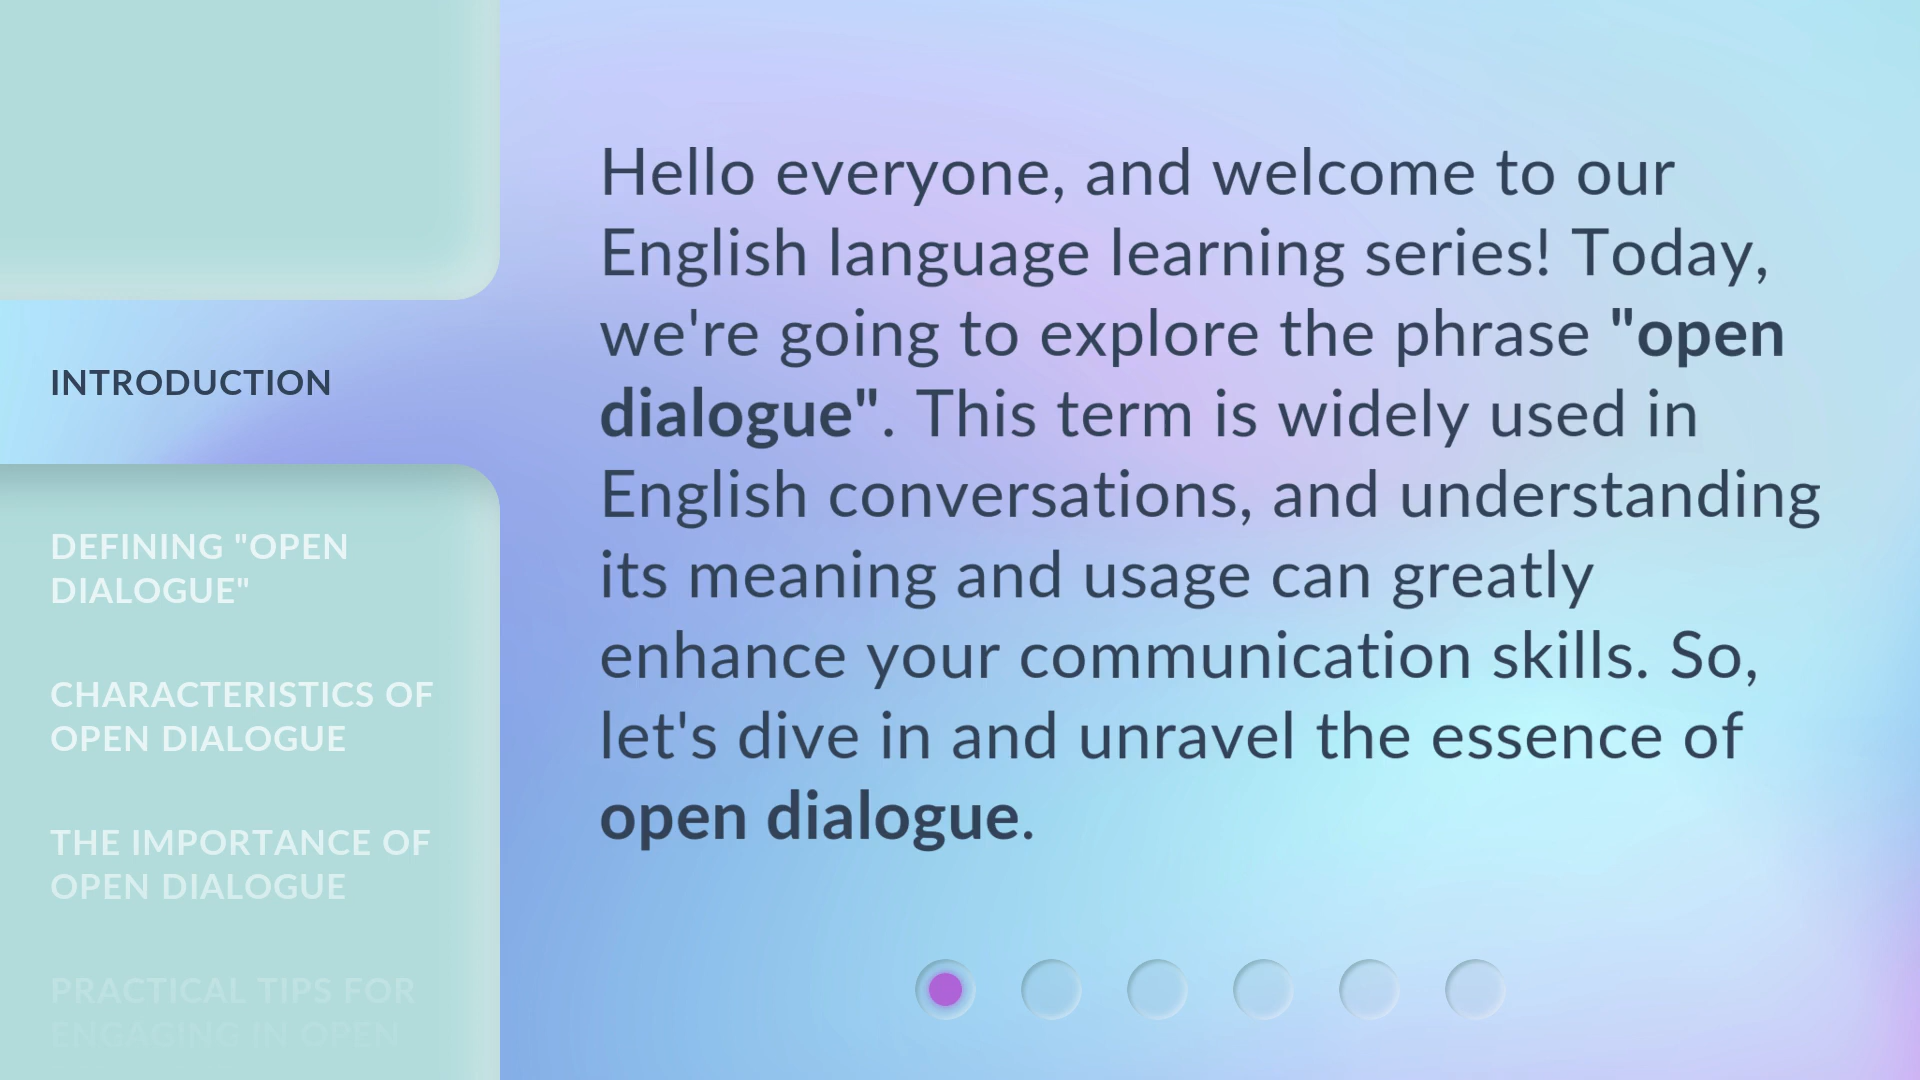 INTRODUCTION
DEFINING "OPEN
DIALOGUE"
CHARACTERISTICS OF
OPEN DIALOGUE
THE IMPORTANCE OF
OPEN DIALOGUE
PRACTICAL TIPS FOR
ENGAGING IN OPEN
Hello everyone, and welcome to our
English language learning series! Today,
we're going to explore the phrase "open
dialogue". This term is widely used in
English conversations, and understanding
its meaning and usage can greatly
enhance your communication skills. So,
let's dive in and unravel the essence of
open dialogue.